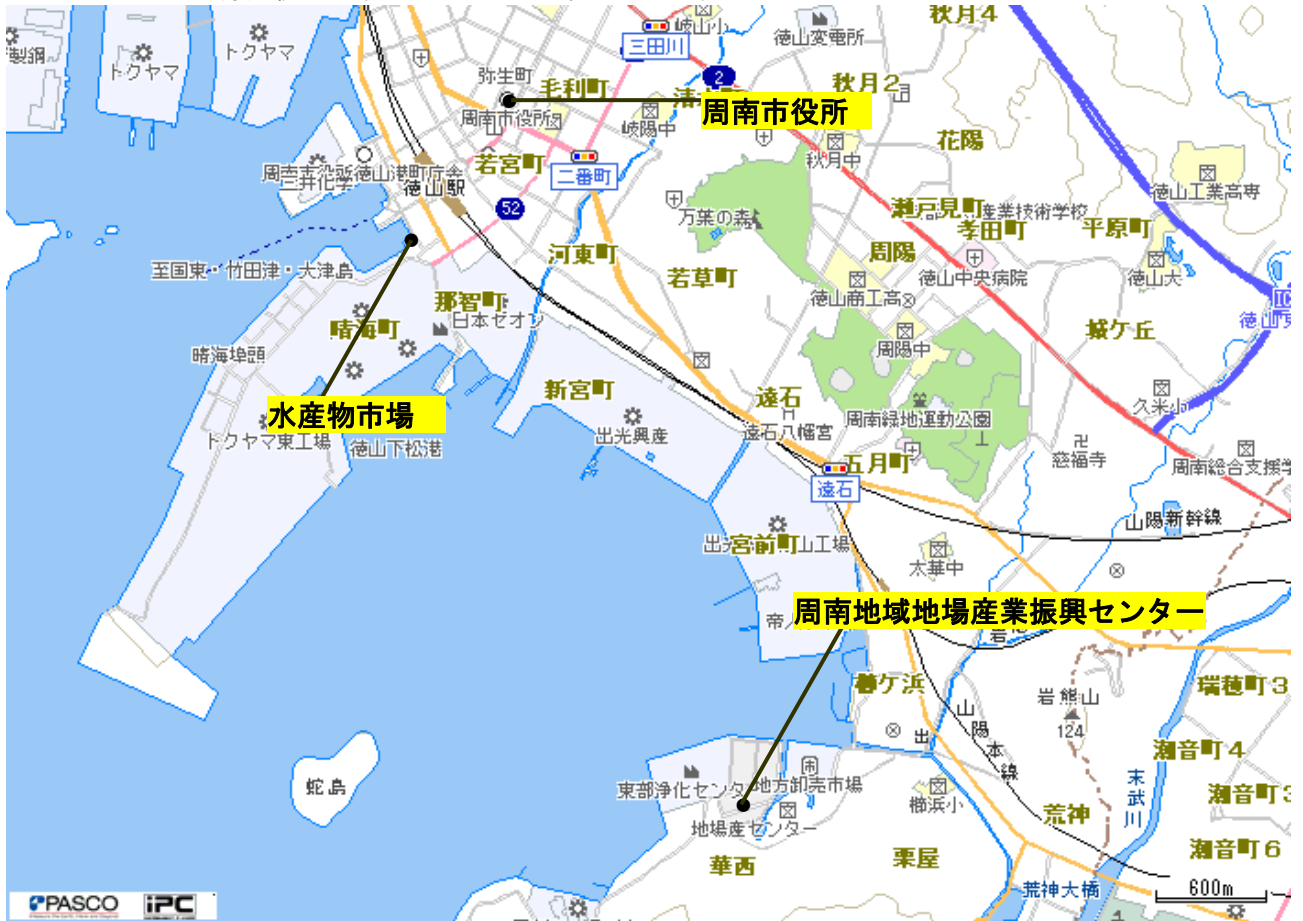 岐山小
秋月4
製鋼
トクヤマ
トクヤマ
三田川
徳山変電所
弥生町
毛利町
2
秋月2
周南市役所
周南市役所
岐陽中
秋月中
花陽
若宮町
二番町
徳山駅
三井化学
徳山工業高専
52
万葉の森
瀬戸見町
産業技術学校
孝田町
平原町
至国東・竹田津・大津島
河東町
若草町
周陽
徳山中央病院
徳山大
徳山商工高
IC
那智町
日本ゼオン
晴海町
晴海埠頭
周陽中
城ケ丘
新宮町
遠石
久米小
水産物市場
周南緑地運動公園
トクヤマ東工場
徳山下松港
出光興産
遠石八幡宮
慈福寺
五月町
周南総合支援学
遠石
山陽新幹線
宮前町
山工場
太華中
周南地域地場産業振興センター
櫛ケ浜
岩熊山
124
瑞穂町3
山陽本線
潮音町4
蛇島
東部浄化センタ
地方卸売市場
末武川
潮音町3
櫛浜小
地場産センター
荒神
華西
栗屋
潮音町6
荒神大橋
600m
PASCO
iPC